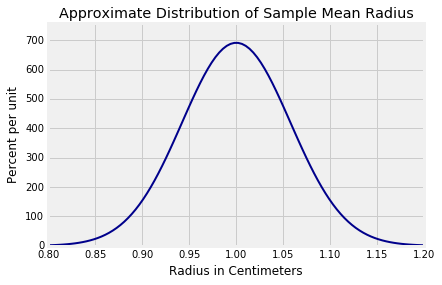 Approximate Distribution of Sample Mean Radius
700
600
500
400
300
200
100
0
Percent per unit
0.80 0.85 0.90 0.95 1.00 1.05 1.10 1.15 1.20
Radius in Centimeters